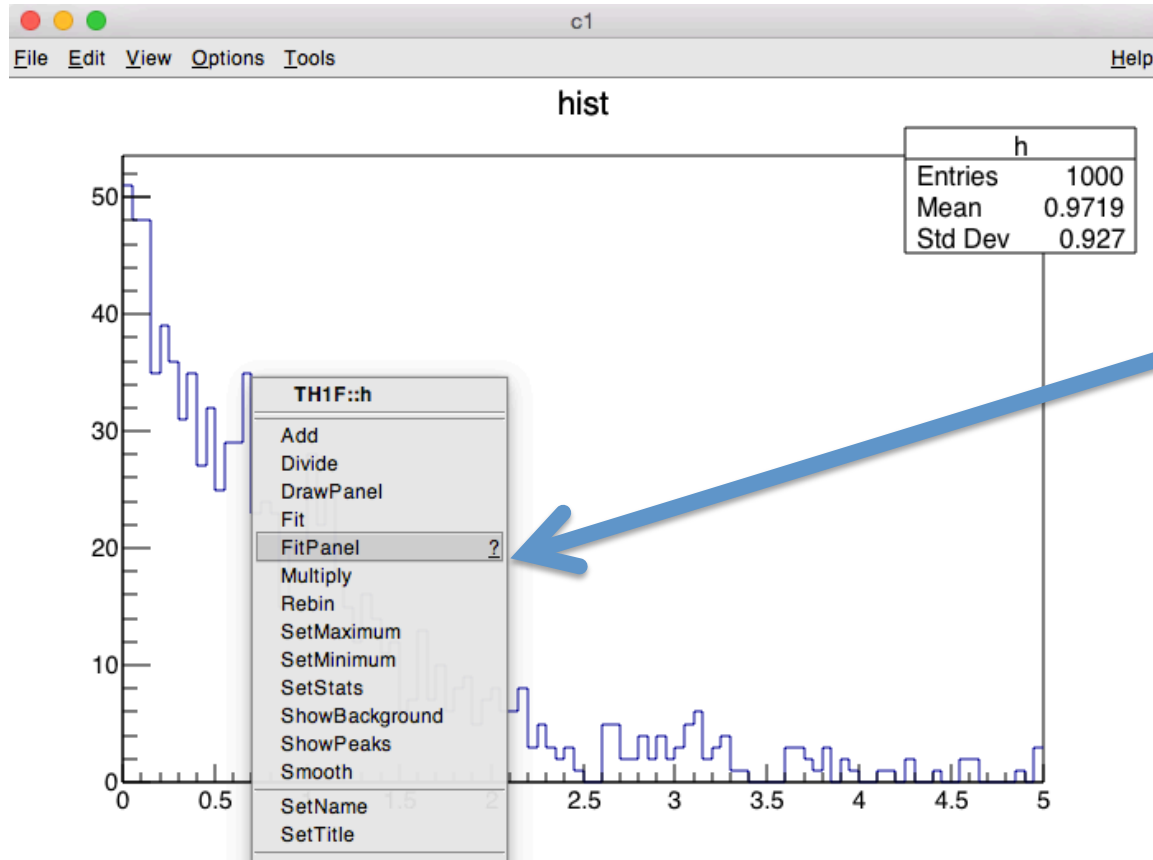 c1
File Edit View Options Tools Help
hist
h
Entries 1000
Mean 0.9719
Std Dev 0.927
50
40
30
20
10
0
TH1F::h
Add
Divide
DrawPanel
Fit
FitPanel ?
Multiply
Rebin
SetMaximum
SetMinimum
SetStats
ShowBackground
ShowPeaks
Smooth
SetName
SetTitle
0 0.5 1.5 2 2.5 3 3.5 4 4.5 5